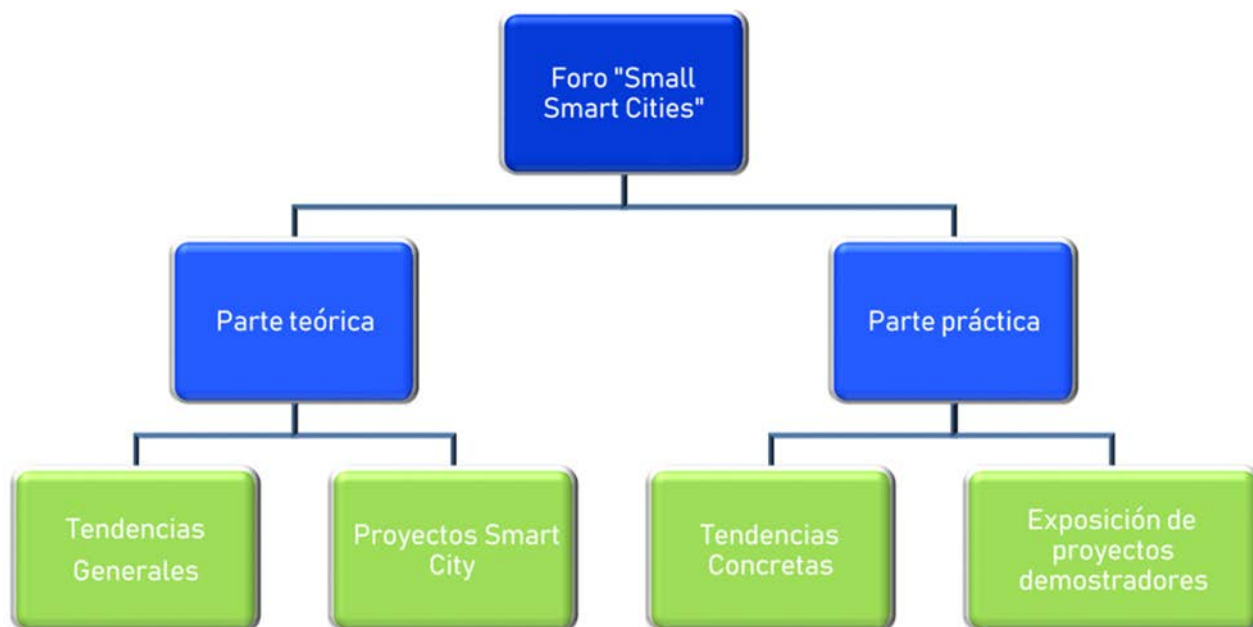 Foro "Small
Smart Cities"
Parte teórica
Parte práctica
Tendencias
Generales
Proyectos Smart
City
Tendencias
Concretas
Exposición de
proyectos
demostradores